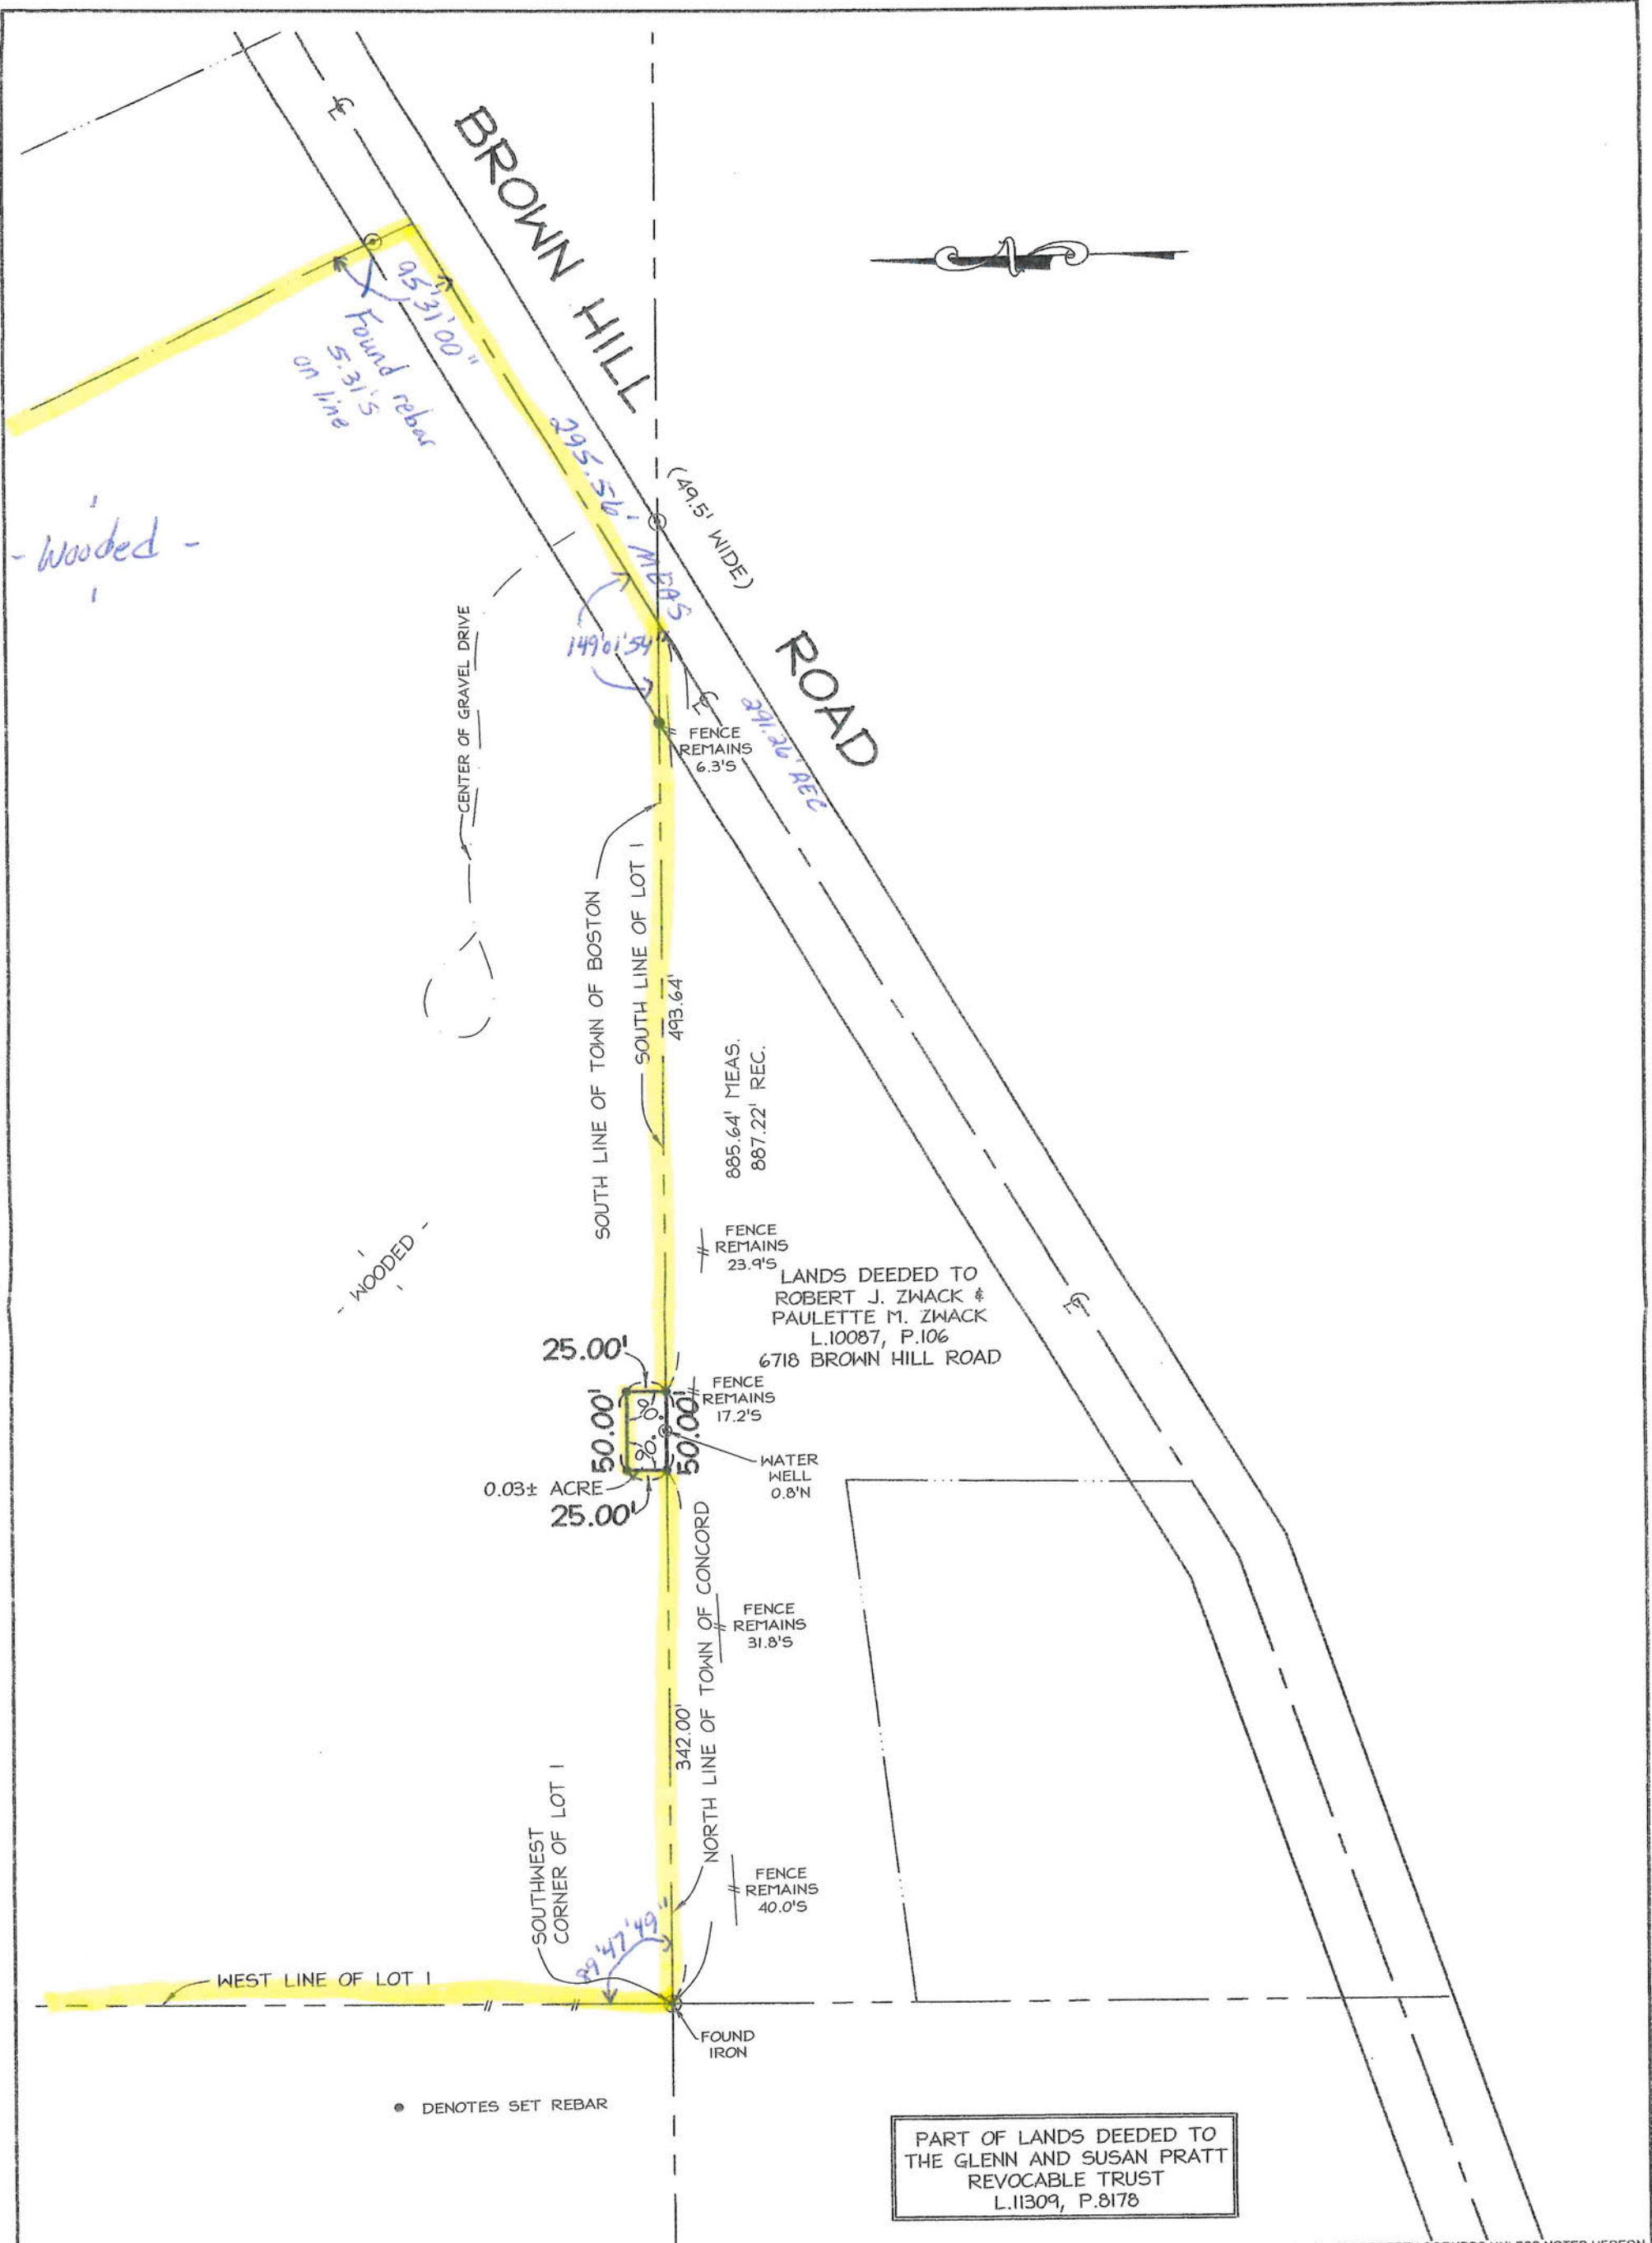 BROWN HILL
ROAD
(49.5' WIDE)
95°31'00"
Found rebar
5.31's
on line
295.56' MEAS
291.26' REC
- Wooded -
149°01'54"
CENTER OF GRAVEL DRIVE
FENCE
REMAINS
6.3'S
SOUTH LINE OF TOWN OF BOSTON
SOUTH LINE OF LOT 1
493.64'
885.64' MEAS.
887.22' REC.
- WOODED -
FENCE
REMAINS
23.9'S
LANDS DEEDED TO
ROBERT J. ZWACK &
PAULETTE M. ZWACK
L.10087, P.106
6718 BROWN HILL ROAD
25.00'
FENCE
REMAINS
17.2'S
50.00'
90.
90.
50.00'
WATER
WELL
0.8'N
0.03± ACRE
25.00'
NORTH LINE OF TOWN OF CONCORD
FENCE
REMAINS
31.8'S
342.00'
SOUTHWEST
CORNER OF LOT 1
FENCE
REMAINS
40.0'S
89°47'49"
WEST LINE OF LOT 1
FOUND
IRON
DENOTES SET REBAR
PART OF LANDS DEEDED TO
THE GLENN AND SUSAN PRATT
REVOCABLE TRUST
L.11309, P.8178